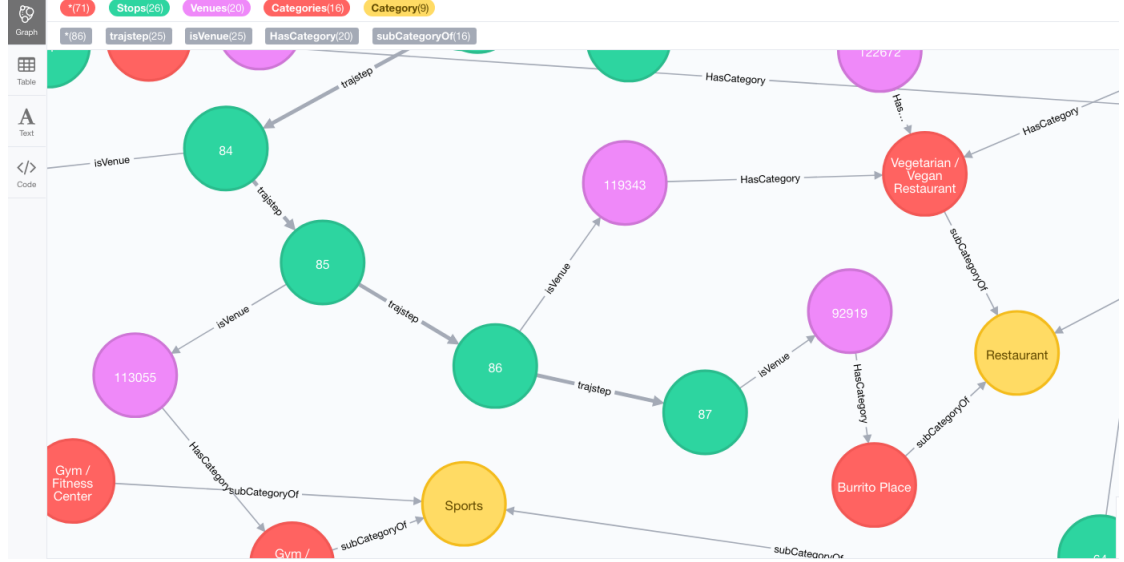 *(71) Stops(26) Venues(20) Categories(16) Category(9)
*(86) trajstep(25) isVenue(25) HasCategory(20) subCategoryOf(16)
Graph
Table
Text
Code
122672
HasCategory
trajstep
Has...
HasCategory
84
isVenue
Vegetarian /
Vegan
Restaurant
119343
HasCategory
trajstep
subCategoryOf
85
isVenue
trajstep
isVenue
92919
Restaurant
113055
86
isVenue
trajstep
HasCategory
87
subCategoryOf
HasCategory
Gym /
Fitness
Center
subCategoryOf
Sports
Burrito Place
subCategoryOf
Gym /
subCategoryOf
64